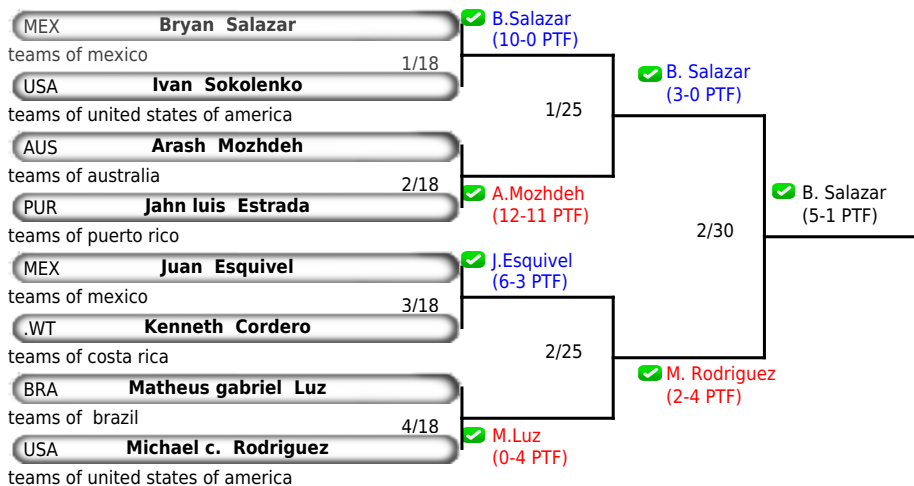 MEX Bryan Salazar
teams of mexico
1/18
USA Ivan Sokolenko
teams of united states of america
AUS Arash Mozhdeh
teams of australia
2/18
PUR Jahn luis Estrada
teams of puerto rico
MEX Juan Esquivel
teams of mexico
3/18
.WT Kenneth Cordero
teams of costa rica
BRA Matheus gabriel Luz
teams of brazil
4/18
USA Michael c. Rodriguez
teams of united states of america
B.Salazar
(10-0 PTF)
1/25
A.Mozhdeh
(12-11 PTF)
J.Esquivel
(6-3 PTF)
2/25
M.Luz
(0-4 PTF)
B. Salazar
(3-0 PTF)
2/30
M. Rodriguez
(2-4 PTF)
B. Salazar
(5-1 PTF)